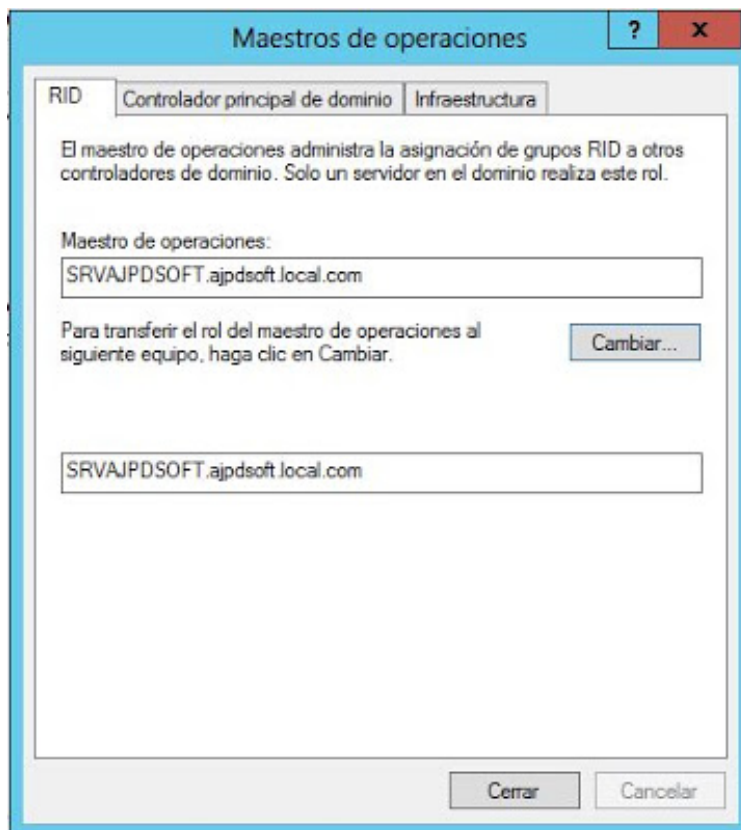 Maestros de operaciones
?
x
RID
Controlador principal de dominio
Infraestructura
El maestro de operaciones administra la asignación de grupos RID a otros
controladores de dominio. Solo un servidor en el dominio realiza este rol.
Maestro de operaciones:
SRVAJPDSOFT.ajpdsoft.local.com
Para transferir el rol del maestro de operaciones al
siguiente equipo, haga clic en Cambiar.
Cambiar...
SRVAJPDSOFT.ajpdsoft.local.com
Cerrar
Cancelar